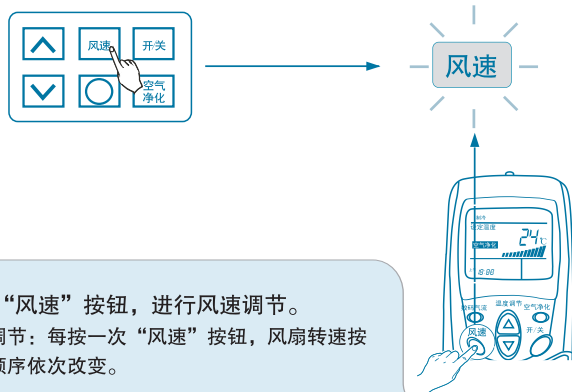 风速
开/关
空气
净化
风速
制冷
设定温度
24℃
空气净化
16:00
数码气流
温度调节
空气净化
风速
开/关
“风速”按钮，进行风速调节。
调节：每按一次“风速”按钮，风扇转速按
顺序依次改变。